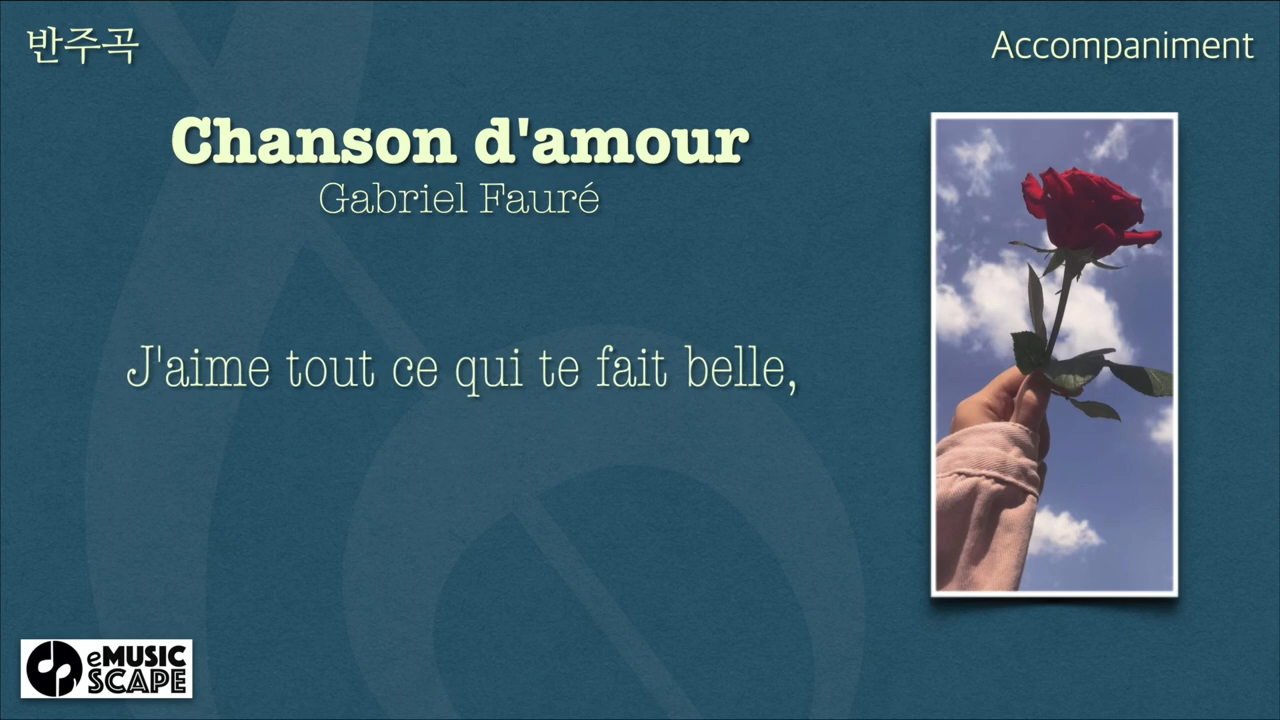 반주곡
Accompaniment
Chanson d'amour
Gabriel Fauré
J'aime tout ce qui te fait belle,
eMUSIC
SCAPE